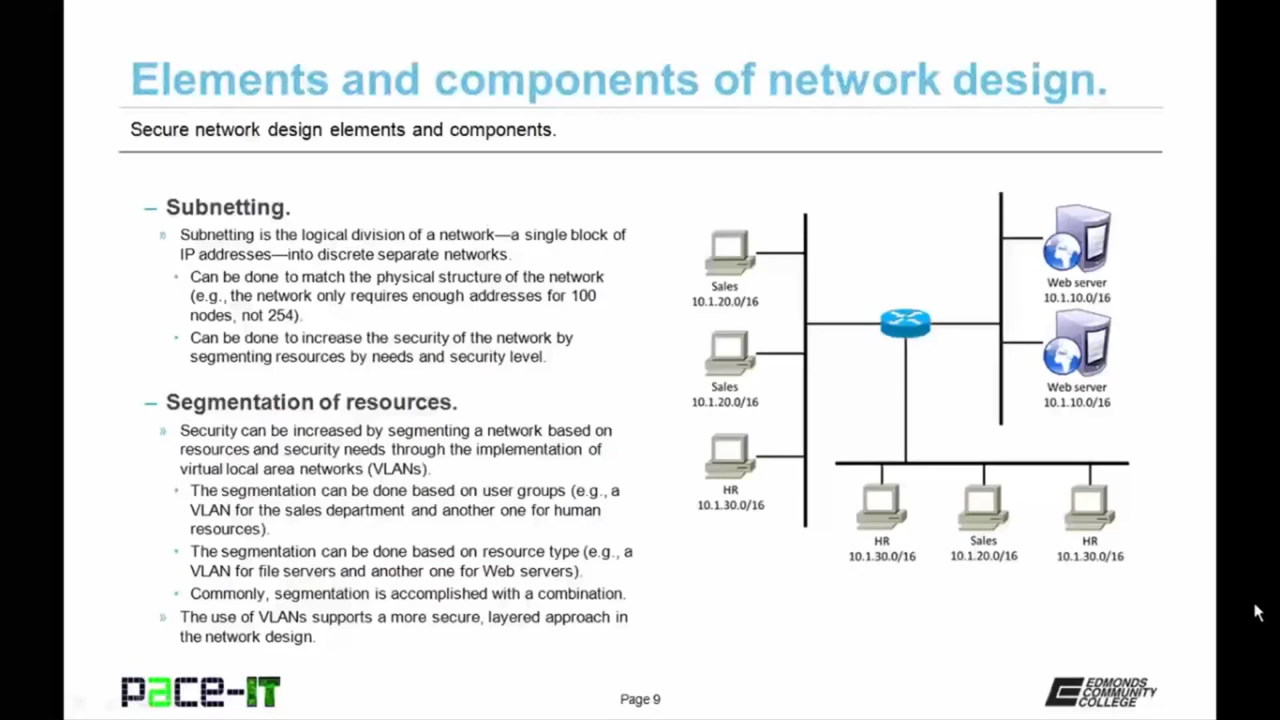 Elements and components of network design.
Secure network design elements and components.
– Subnetting.
» Subnetting is the logical division of a network—a single block of
IP addresses—into discrete separate networks.
• Can be done to match the physical structure of the network
(e.g., the network only requires enough addresses for 100
nodes, not 254).
• Can be done to increase the security of the network by
segmenting resources by needs and security level.
– Segmentation of resources.
» Security can be increased by segmenting a network based on
resources and security needs through the implementation of
virtual local area networks (VLANs).
• The segmentation can be done based on user groups (e.g., a
VLAN for the sales department and another one for human
resources).
• The segmentation can be done based on resource type (e.g., a
VLAN for file servers and another one for Web servers).
• Commonly, segmentation is accomplished with a combination.
» The use of VLANs supports a more secure, layered approach in
the network design.
Sales
10.1.20.0/16
Sales
10.1.20.0/16
HR
10.1.30.0/16
Web server
10.1.10.0/16
Web server
10.1.10.0/16
HR
10.1.30.0/16
Sales
10.1.20.0/16
HR
10.1.30.0/16
pace-IT
Page 9
EDMONDS
COMMUNITY
COLLEGE